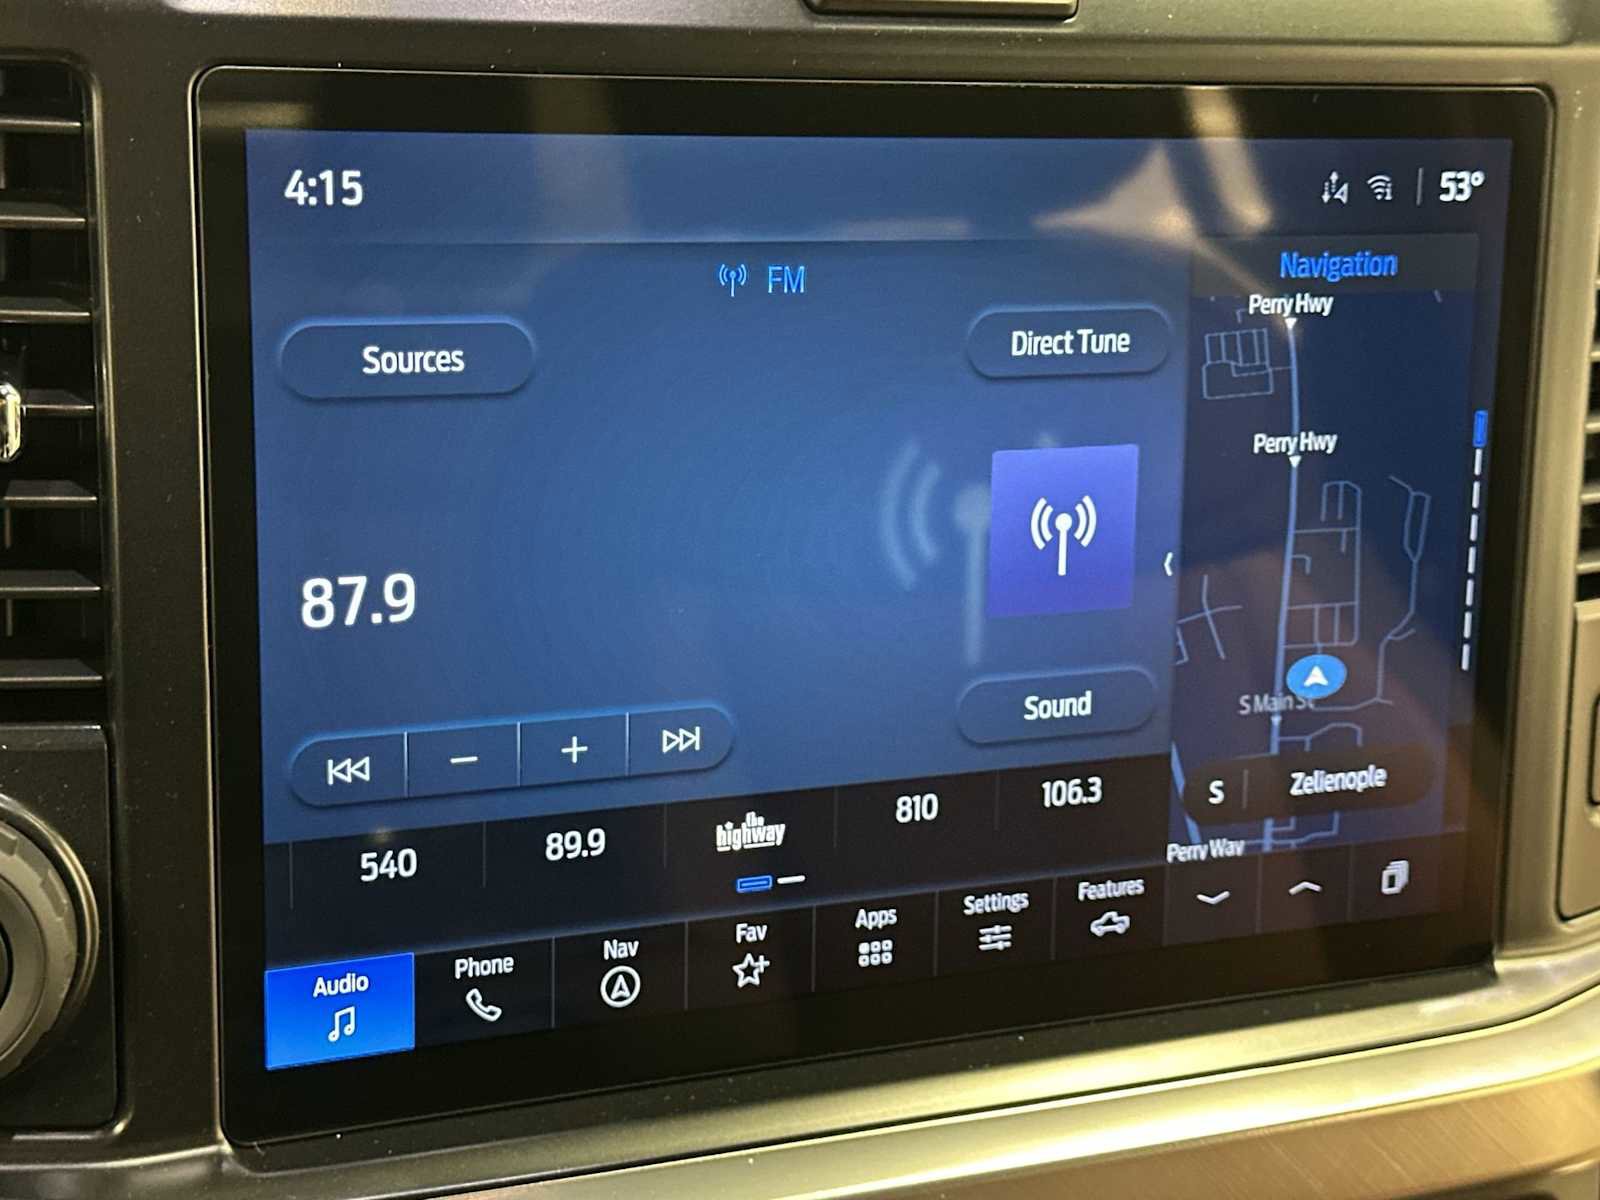 4:15
53°
FM
Navigation
Sources
Direct Tune
Perry Hwy
Perry Hwy
87.9
Sound
S Main St
S
Zelienople
540
89.9
the
highway
810
106.3
Perry Way
Audio
Phone
Nav
Fav
Apps
Settings
Features